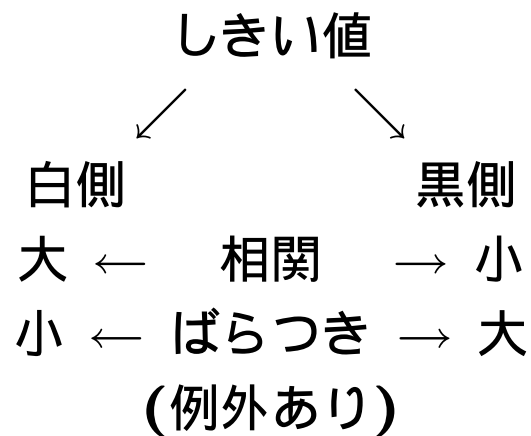 しきい値
↙ ↘
白側 黒側
大 ← 相関 → 小
小 ← ばらつき → 大
(例外あり)